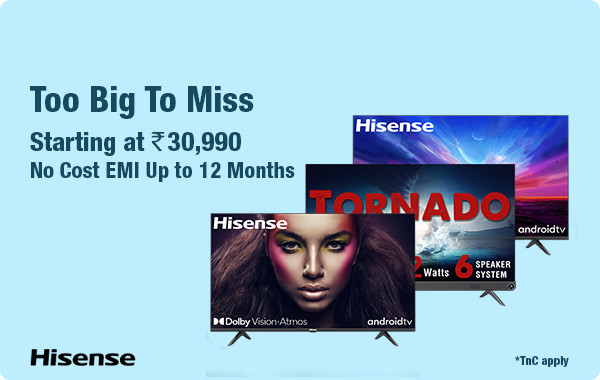 Too Big To Miss
Starting at ₹30,990
No Cost EMI Up to 12 Months
Hisense
androidtv
TORNADO
2 Watts 6 SPEAKER SYSTEM
Hisense
Dolby Vision·Atmos
androidtv
Hisense
*TnC apply